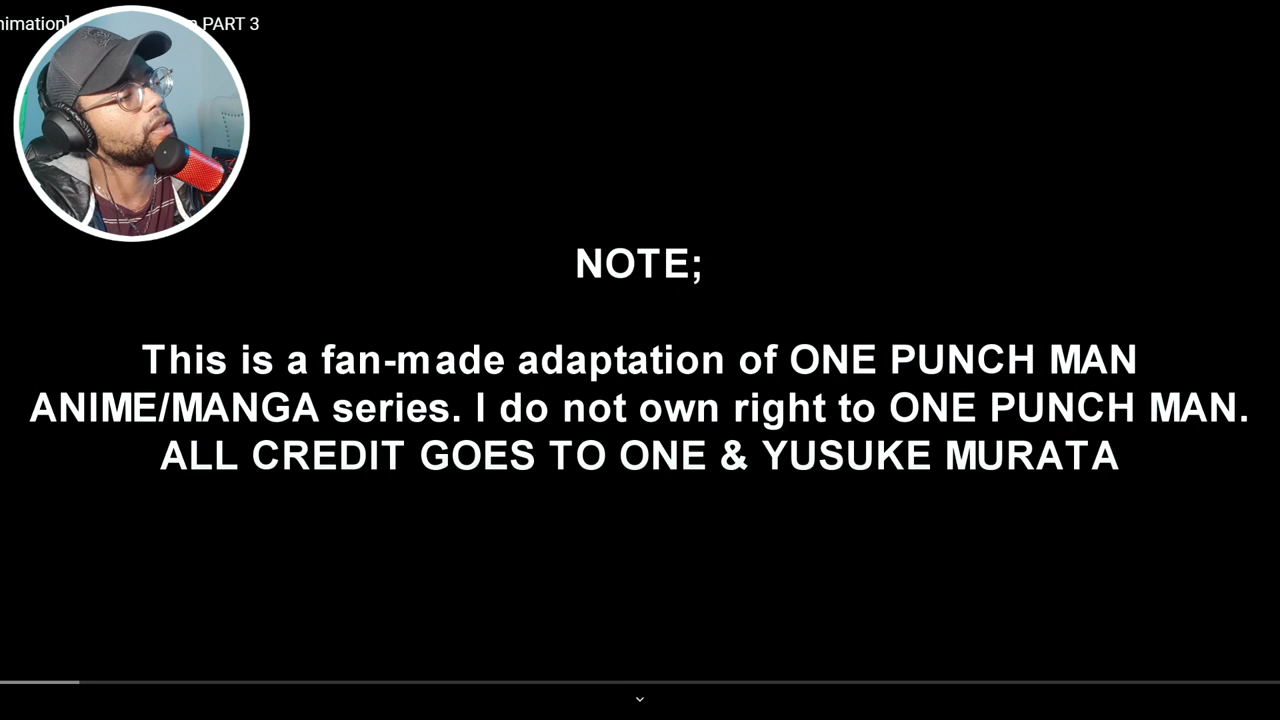 nimation] PART 3
NOTE;
This is a fan-made adaptation of ONE PUNCH MAN
ANIME/MANGA series. I do not own right to ONE PUNCH MAN.
ALL CREDIT GOES TO ONE & YUSUKE MURATA